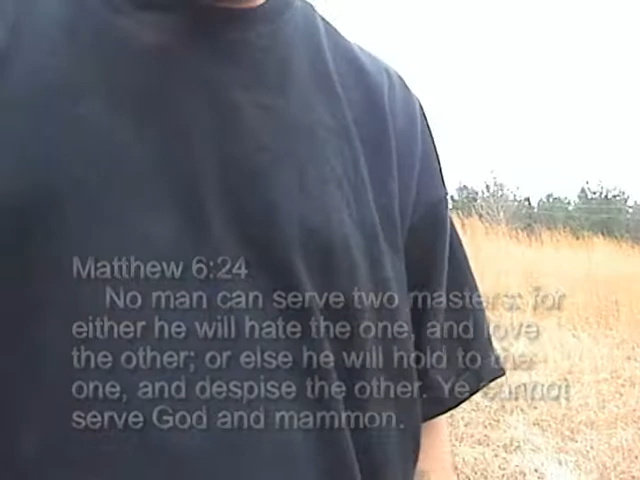 Matthew 6:24
No man can serve two masters: for
either he will hate the one, and love
the other; or else he will hold to the
one, and despise the other. Ye cannot
serve God and mammon.